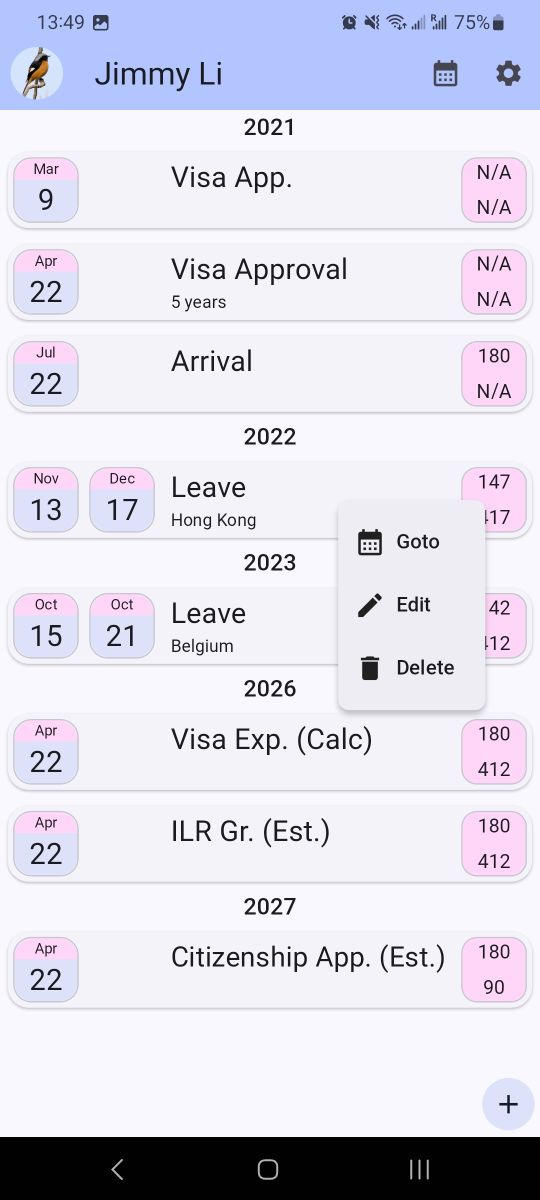 13:49 75%
Jimmy Li
2021
Mar
9
Visa App.
N/A
N/A
Apr
22
Visa Approval
5 years
N/A
N/A
Jul
22
Arrival
180
N/A
2022
Nov
13
Dec
17
Leave
Hong Kong
147
417
Goto
Edit
Delete
2023
Oct
15
Oct
21
Leave
Belgium
42
412
2026
Apr
22
Visa Exp. (Calc)
180
412
Apr
22
ILR Gr. (Est.)
180
412
2027
Apr
22
Citizenship App. (Est.)
180
90